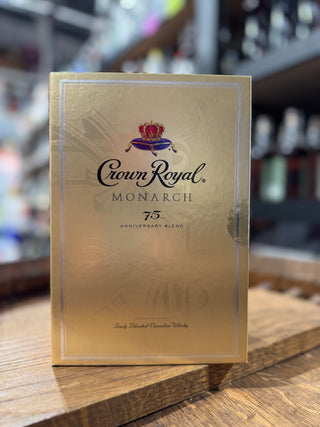 Crown Royal®
MONARCH
75TH
ANNIVERSARY BLEND
Finely Blended Canadian Whisky